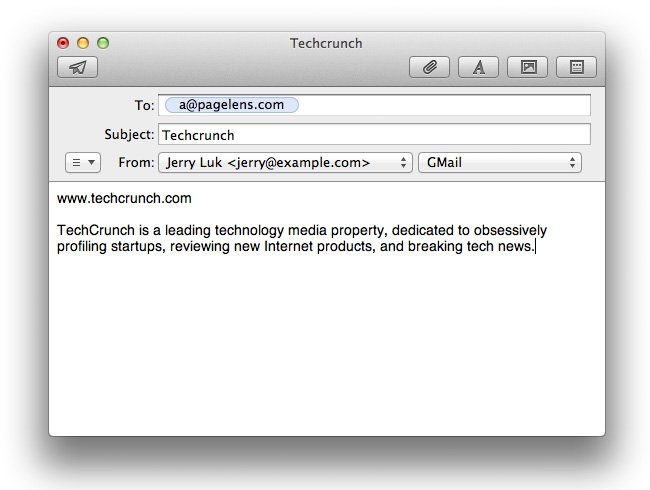 Techcrunch
To: a@pagelens.com
Subject: Techcrunch
From: Jerry Luk <jerry@example.com> GMail
www.techcrunch.com
TechCrunch is a leading technology media property, dedicated to obsessively
profiling startups, reviewing new Internet products, and breaking tech news.